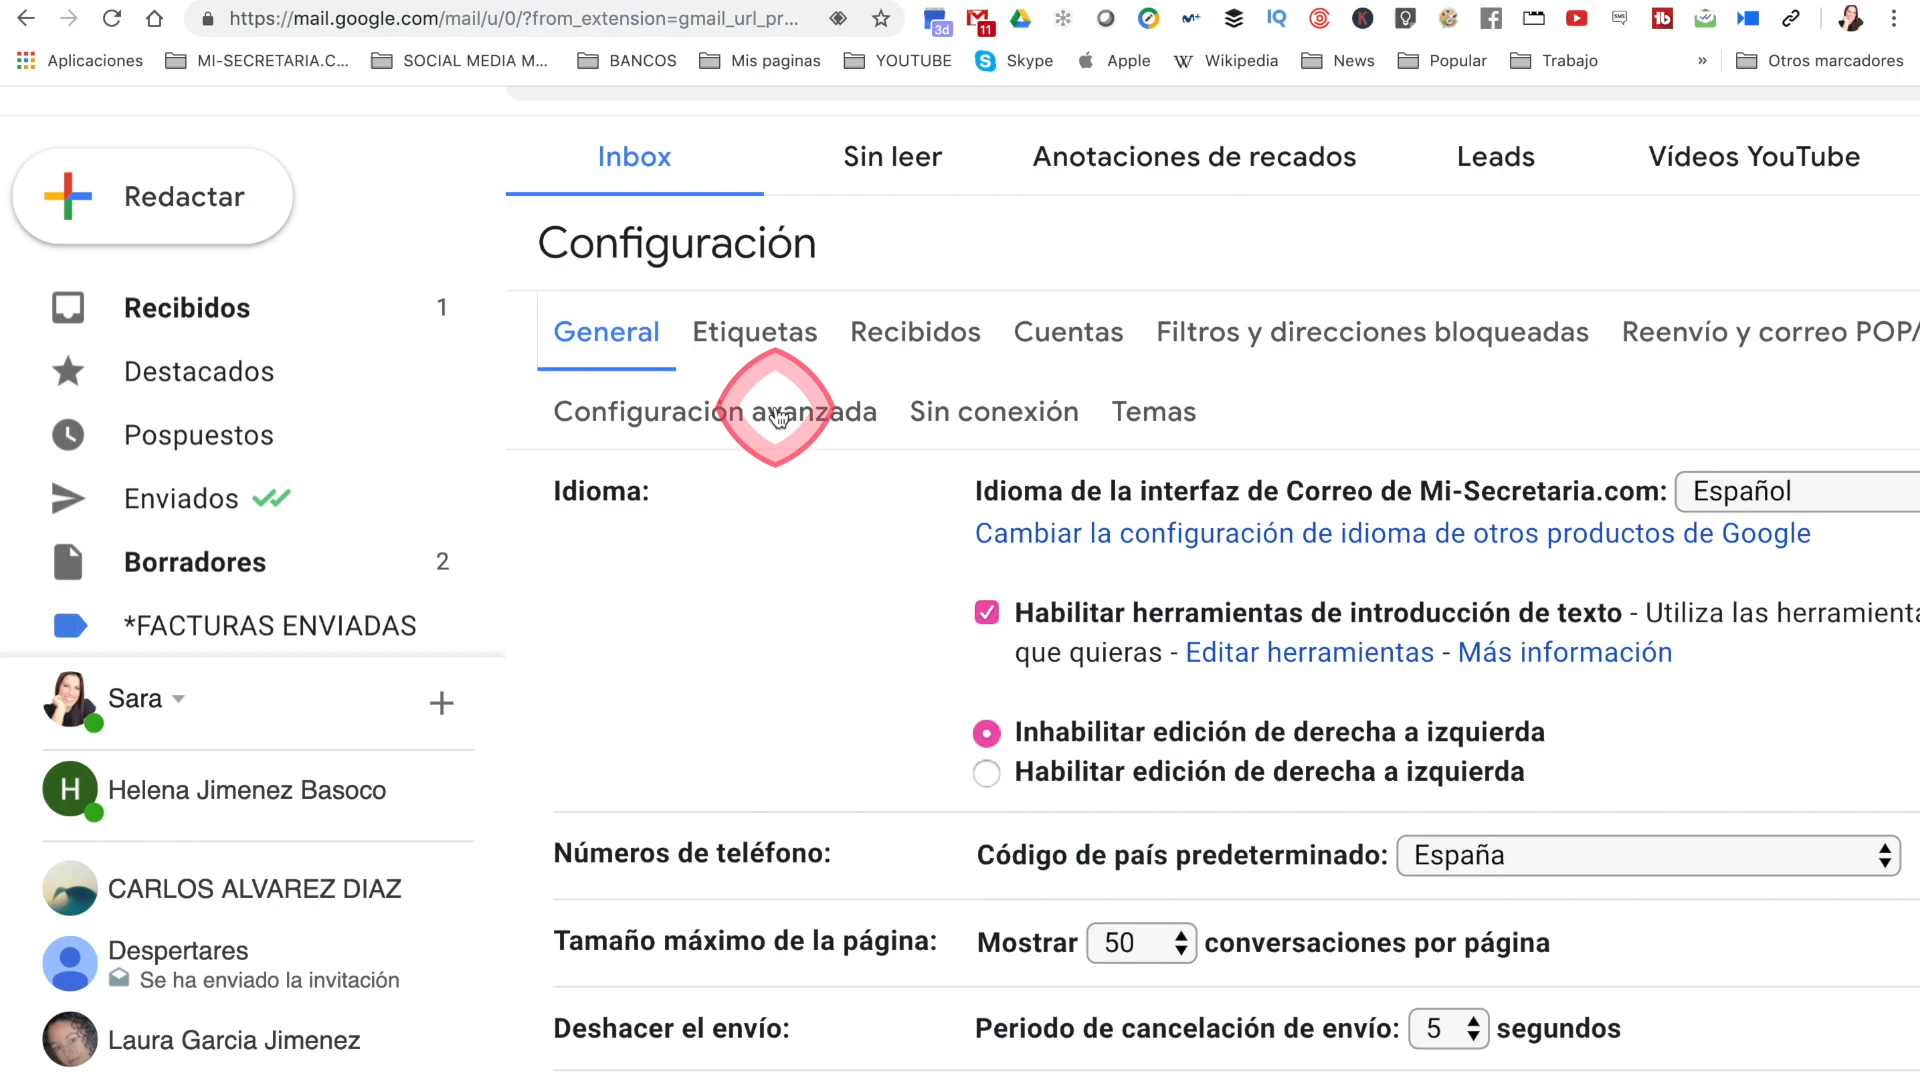 https://mail.google.com/mail/u/0/?from_extension=gmail_url_pr...
3d
11
IQ
K
SMS
Aplicaciones
MI-SECRETARIA.C...
SOCIAL MEDIA M...
BANCOS
Mis paginas
YOUTUBE
Skype
Apple
Wikipedia
News
Popular
Trabajo
»
Otros marcadores
Inbox
Sin leer
Anotaciones de recados
Leads
Vídeos YouTube
Redactar
Configuración
Recibidos 1
Destacados
Pospuestos
Enviados
Borradores 2
*FACTURAS ENVIADAS
Sara
H
Helena Jimenez Basoco
CARLOS ALVAREZ DIAZ
Despertares
Se ha enviado la invitación
Laura Garcia Jimenez
General
Etiquetas
Recibidos
Cuentas
Filtros y direcciones bloqueadas
Reenvío y correo POP/
Configuración avanzada
Sin conexión
Temas
Idioma:
Idioma de la interfaz de Correo de Mi-Secretaria.com: Español
Cambiar la configuración de idioma de otros productos de Google
Habilitar herramientas de introducción de texto - Utiliza las herramienta
que quieras - Editar herramientas - Más información
Inhabilitar edición de derecha a izquierda
Habilitar edición de derecha a izquierda
Números de teléfono:
Código de país predeterminado: España
Tamaño máximo de la página:
Mostrar 50 conversaciones por página
Deshacer el envío:
Periodo de cancelación de envío: 5 segundos